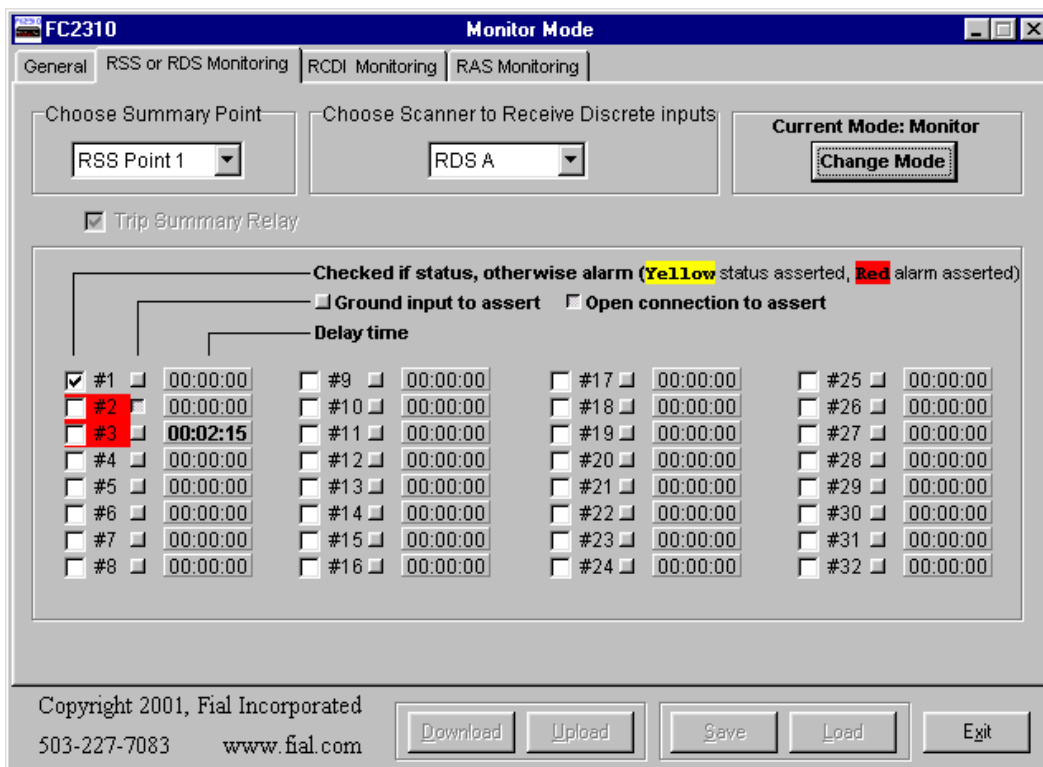 FC2310 Monitor Mode
General RSS or RDS Monitoring RCDI Monitoring RAS Monitoring
Choose Summary Point Choose Scanner to Receive Discrete inputs
Current Mode: Monitor
RSS Point 1 RDS A Change Mode
Trip Summary Relay
Checked if status, otherwise alarm (Yellow status asserted, Red alarm asserted)
Ground input to assert Open connection to assert
Delay time
#1 00:00:00 #9 00:00:00 #17 00:00:00 #25 00:00:00
#2 00:00:00 #10 00:00:00 #18 00:00:00 #26 00:00:00
#3 00:02:15 #11 00:00:00 #19 00:00:00 #27 00:00:00
#4 00:00:00 #12 00:00:00 #20 00:00:00 #28 00:00:00
#5 00:00:00 #13 00:00:00 #21 00:00:00 #29 00:00:00
#6 00:00:00 #14 00:00:00 #22 00:00:00 #30 00:00:00
#7 00:00:00 #15 00:00:00 #23 00:00:00 #31 00:00:00
#8 00:00:00 #16 00:00:00 #24 00:00:00 #32 00:00:00
Copyright 2001, Fial Incorporated
Download Upload Save Load Exit
503-227-7083 www.fial.com